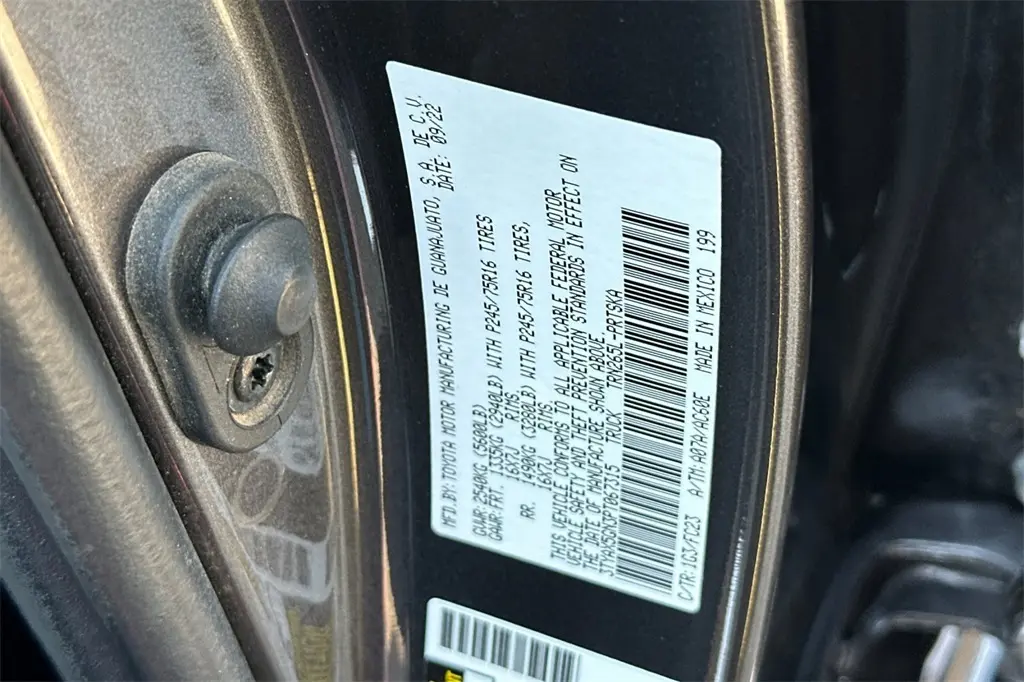 MFD.BY: TOYOTA MOTOR MANUFACTURING DE GUANAJUATO, S.A. DE C.V.
DATE: 09/22
GVWR:2540KG (5600LB)
GAWR:FRT. 1335KG (2940LB) WITH P245/75R16 TIRES
16X7J RIMS
RR. 1490KG (3280LB) WITH P245/75R16 TIRES,
16X7J RIMS
THIS VEHICLE CONFORMS TO ALL APPLICABLE FEDERAL MOTOR
VEHICLE SAFETY AND THEFT PREVENTION STANDARDS IN EFFECT ON
THE DATE OF MANUFACTURE SHOWN ABOVE.
3TYAX5GNXPT067315 TRUCK TRN265L-PRTSKA
C/TR:1G3/FC23 A/TM:A07A/AC60E MADE IN MEXICO 199